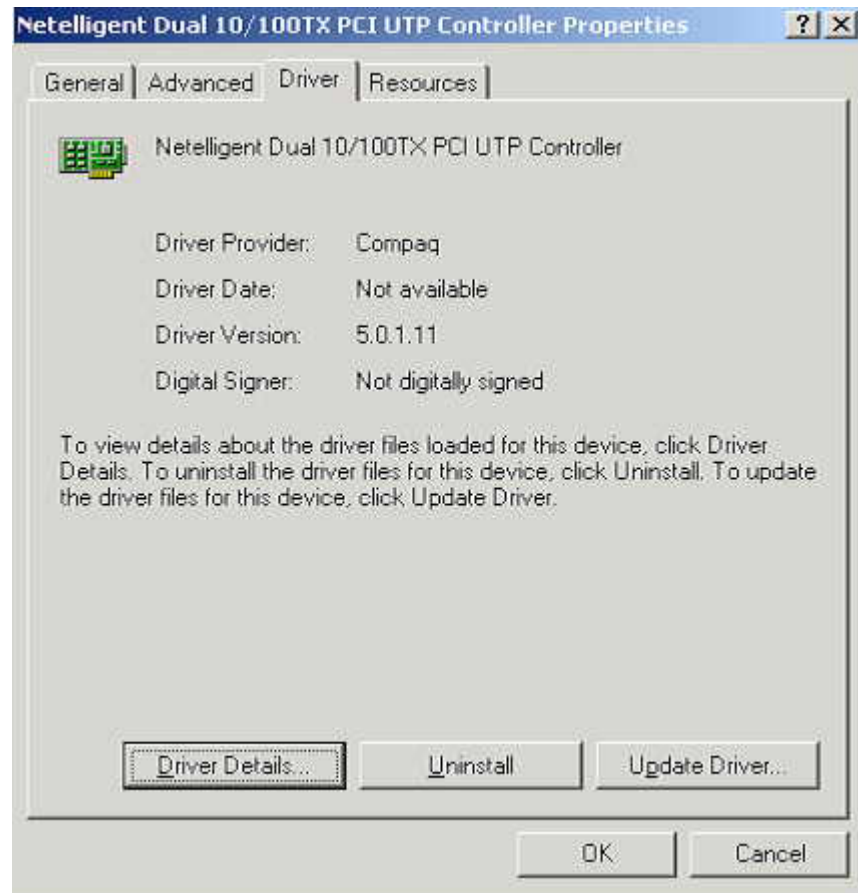 Netelligent Dual 10/100TX PCI UTP Controller Properties
General Advanced Driver Resources
Netelligent Dual 10/100TX PCI UTP Controller
Driver Provider: Compaq
Driver Date: Not available
Driver Version: 5.0.1.11
Digital Signer: Not digitally signed
To view details about the driver files loaded for this device, click Driver
Details. To uninstall the driver files for this device, click Uninstall. To update
the driver files for this device, click Update Driver.
Driver Details... Uninstall Update Driver...
OK Cancel